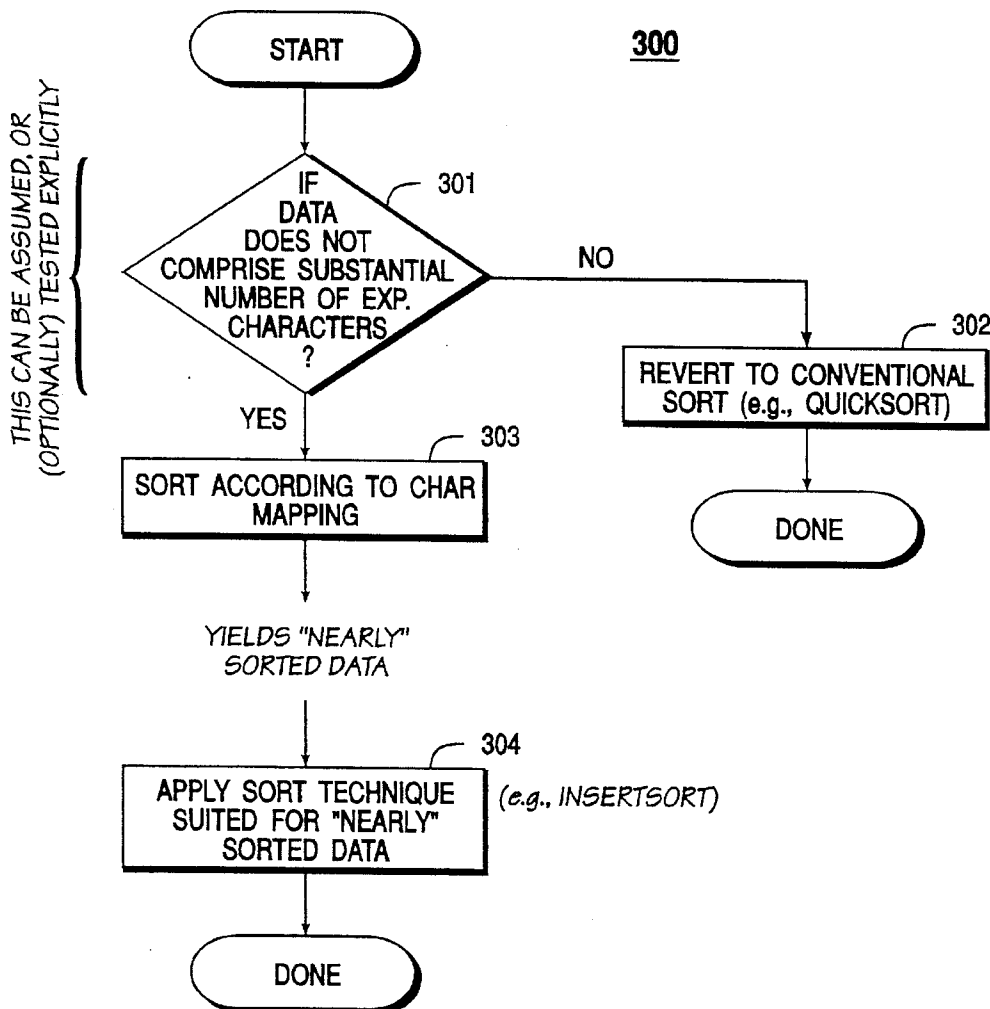 START
300
THIS CAN BE ASSUMED, OR
(OPTIONALLY) TESTED EXPLICITLY
301
IF
DATA
DOES NOT
COMPRISE SUBSTANTIAL
NUMBER OF EXP.
CHARACTERS
?
NO
302
REVERT TO CONVENTIONAL
SORT (e.g., QUICKSORT)
DONE
YES
303
SORT ACCORDING TO CHAR
MAPPING
YIELDS "NEARLY"
SORTED DATA
304
APPLY SORT TECHNIQUE
SUITED FOR "NEARLY"
SORTED DATA
(e.g., INSERTSORT)
DONE